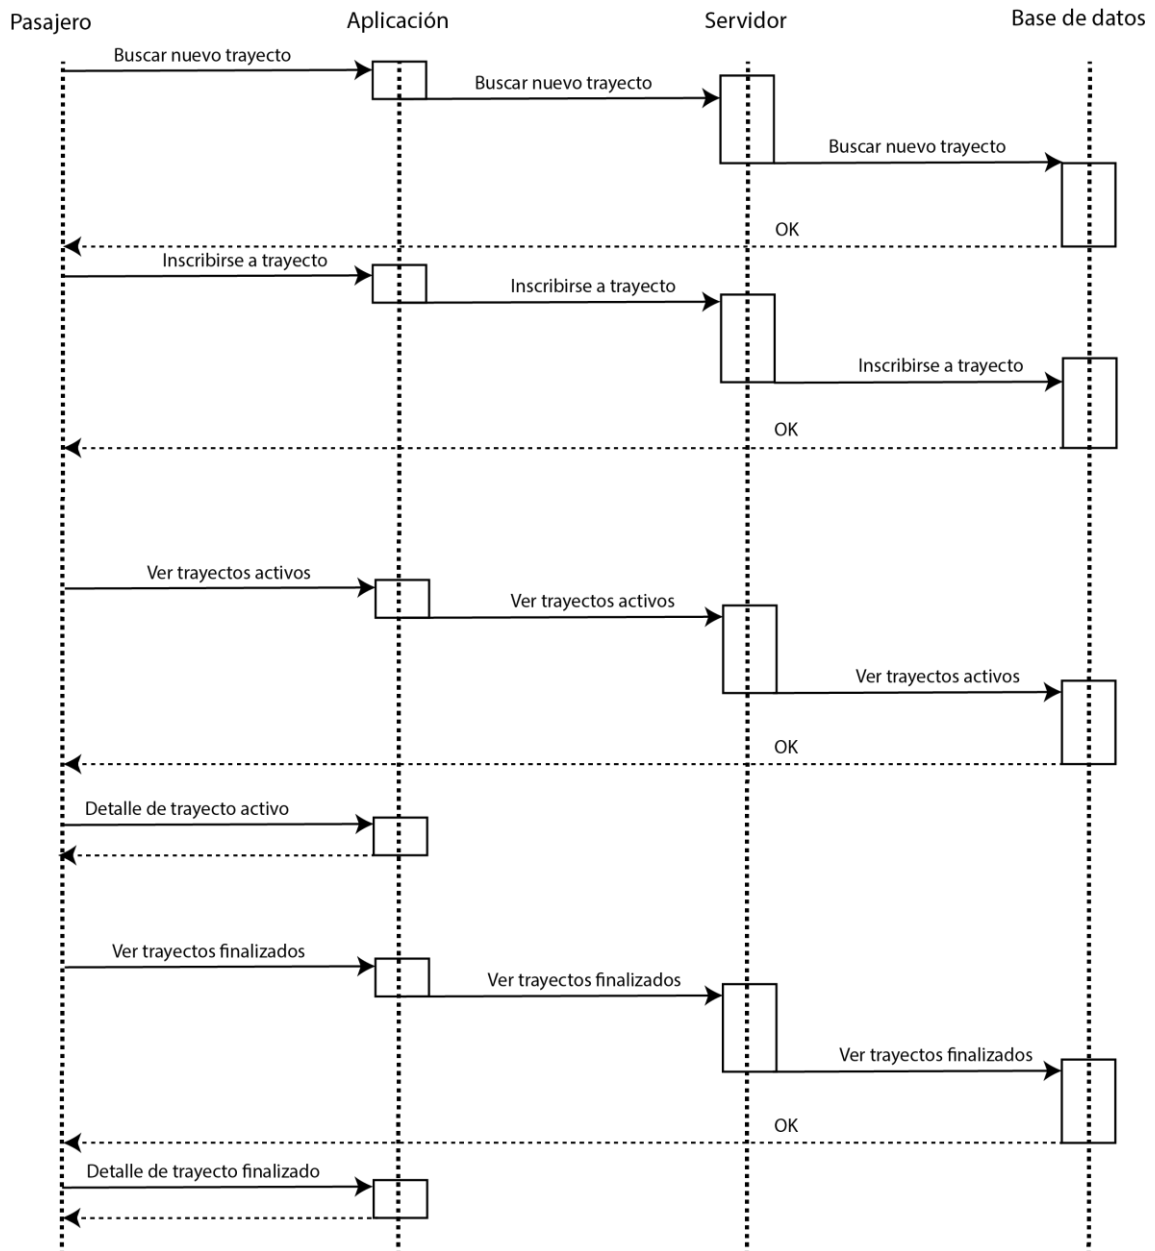 Pasajero
Aplicación
Servidor
Base de datos
Buscar nuevo trayecto
Buscar nuevo trayecto
Buscar nuevo trayecto
OK
Inscribirse a trayecto
Inscribirse a trayecto
Inscribirse a trayecto
OK
Ver trayectos activos
Ver trayectos activos
Ver trayectos activos
OK
Detalle de trayecto activo
Ver trayectos finalizados
Ver trayectos finalizados
Ver trayectos finalizados
OK
Detalle de trayecto finalizado